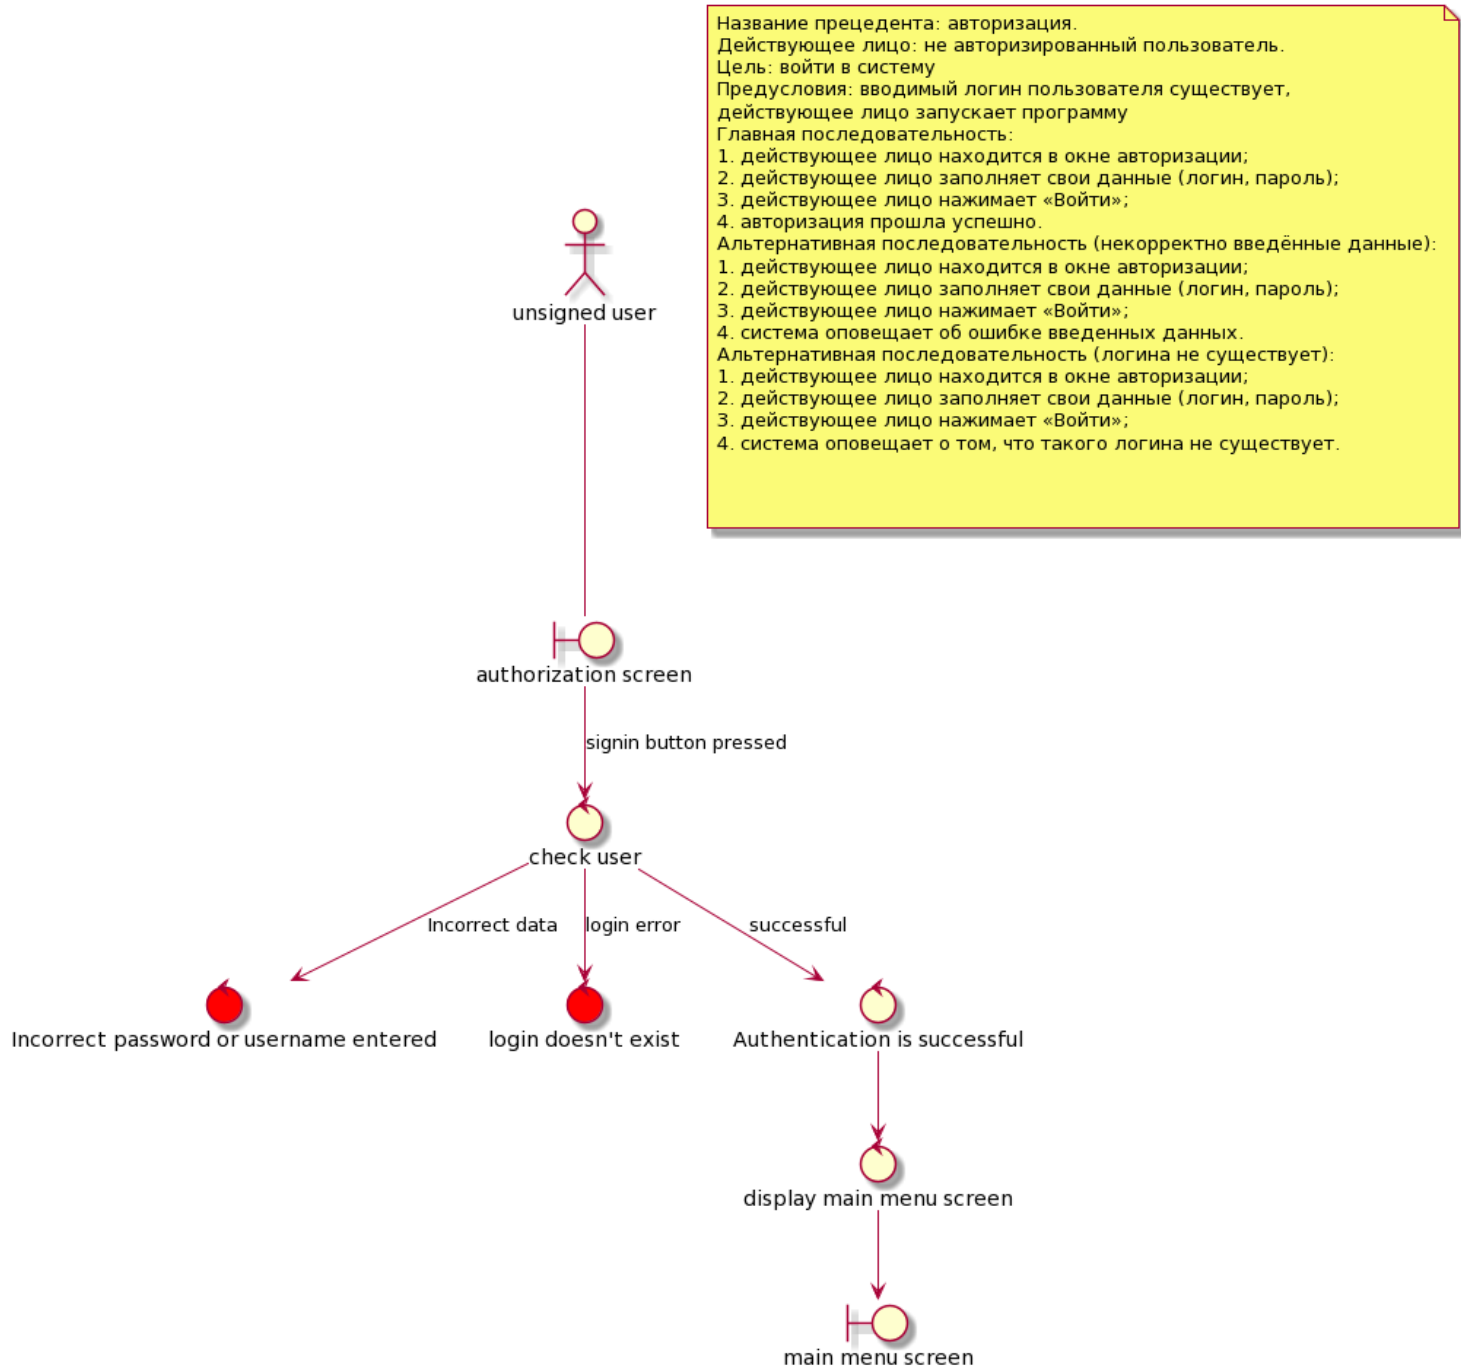 Название прецедента: авторизация.
Действующее лицо: не авторизированный пользователь.
Цель: войти в систему
Предусловия: вводимый логин пользователя существует,
действующее лицо запускает программу
Главная последовательность:
1. действующее лицо находится в окне авторизации;
2. действующее лицо заполняет свои данные (логин, пароль);
3. действующее лицо нажимает «Войти»;
4. авторизация прошла успешно.
Альтернативная последовательность (некорректно введённые данные):
1. действующее лицо находится в окне авторизации;
2. действующее лицо заполняет свои данные (логин, пароль);
3. действующее лицо нажимает «Войти»;
4. система оповещает об ошибке введенных данных.
Альтернативная последовательность (логина не существует):
1. действующее лицо находится в окне авторизации;
2. действующее лицо заполняет свои данные (логин, пароль);
3. действующее лицо нажимает «Войти»;
4. система оповещает о том, что такого логина не существует.
unsigned user
authorization screen
signin button pressed
check user
Incorrect data
login error
successful
Incorrect password or username entered
login doesn't exist
Authentication is successful
display main menu screen
main menu screen